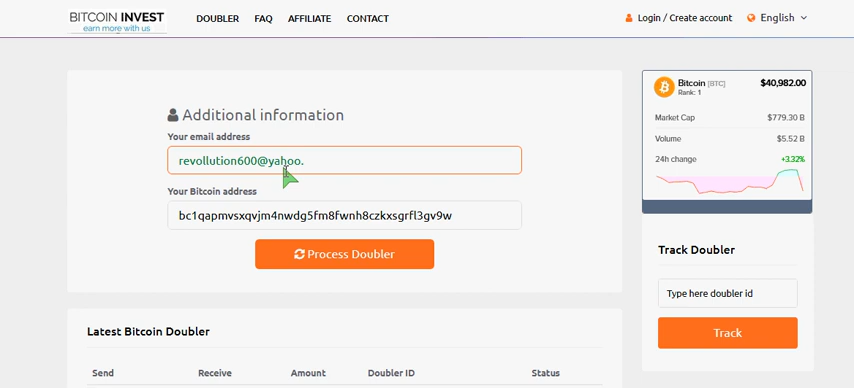 BITCOIN INVEST
earn more with us
DOUBLER FAQ AFFILIATE CONTACT
Login / Create account
English
Additional information
Your email address
revollution600@yahoo.
Your Bitcoin address
bc1qapmvsxqvjm4nwdg5fm8fwnh8czkxsgrfl3gv9w
Process Doubler
Latest Bitcoin Doubler
Send Receive Amount Doubler ID Status
Bitcoin [BTC] $40,982.00
Rank: 1
Market Cap $779.30 B
Volume $5.52 B
24h change +3.32%
Track Doubler
Type here doubler id
Track